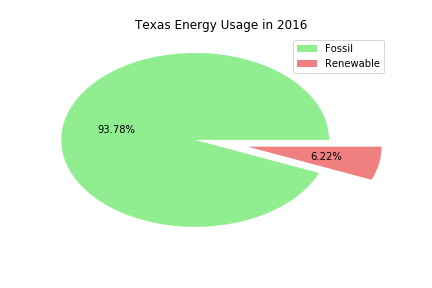 Texas Energy Usage in 2016
Fossil
Renewable
93.78%
6.22%